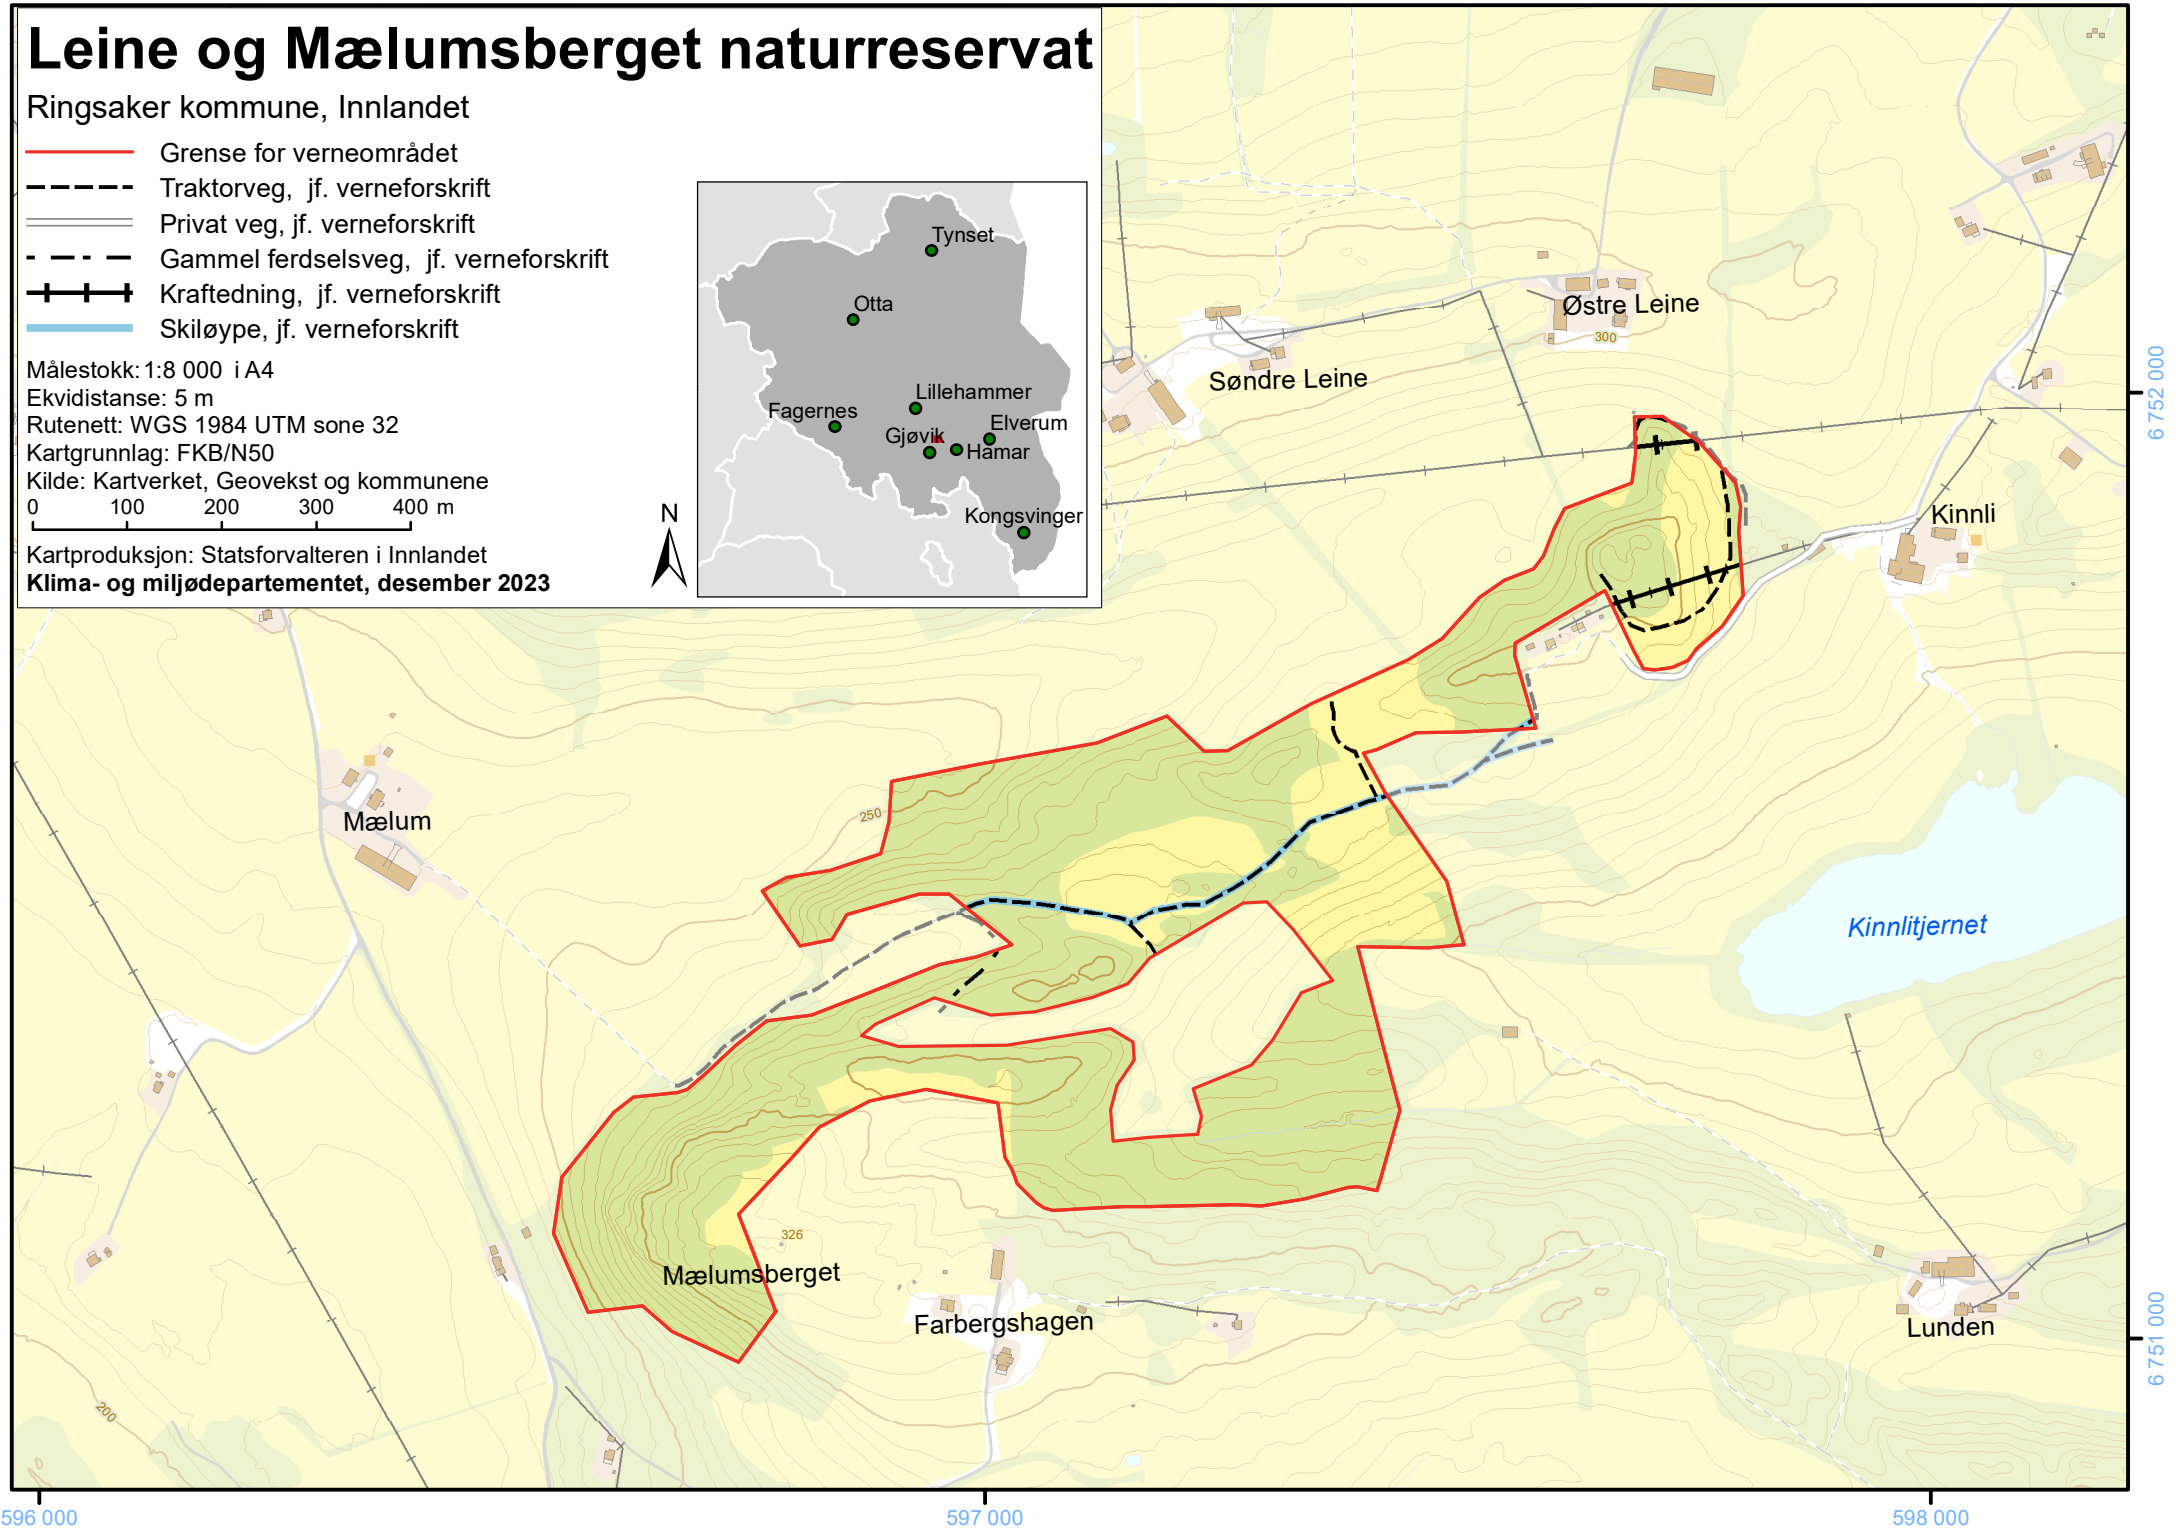 Leine og Mælumsberget naturreservat
Ringsaker kommune, Innlandet
Grense for verneområdet
Traktorveg, jf. verneforskrift
Privat veg, jf. verneforskrift
Gammel ferdselsveg, jf. verneforskrift
Kraftedning, jf. verneforskrift
Skiløype, jf. verneforskrift
Målestokk: 1:8 000 i A4
Ekvidistanse: 5 m
Rutenett: WGS 1984 UTM sone 32
Kartgrunnlag: FKB/N50
Kilde: Kartverket, Geovekst og kommunene
0 100 200 300 400 m
Kartproduksjon: Statsforvalteren i Innlandet
Klima- og miljødepartementet, desember 2023
N
Tynset
Otta
Lillehammer
Fagernes
Elverum
Gjøvik
Hamar
Kongsvinger
Østre Leine
300
Søndre Leine
6 752 000
Kinnli
250
Mælum
Kinnlitjernet
326
Mælumsberget
Farbergshagen
Lunden
6 751 000
200
596 000
597 000
598 000